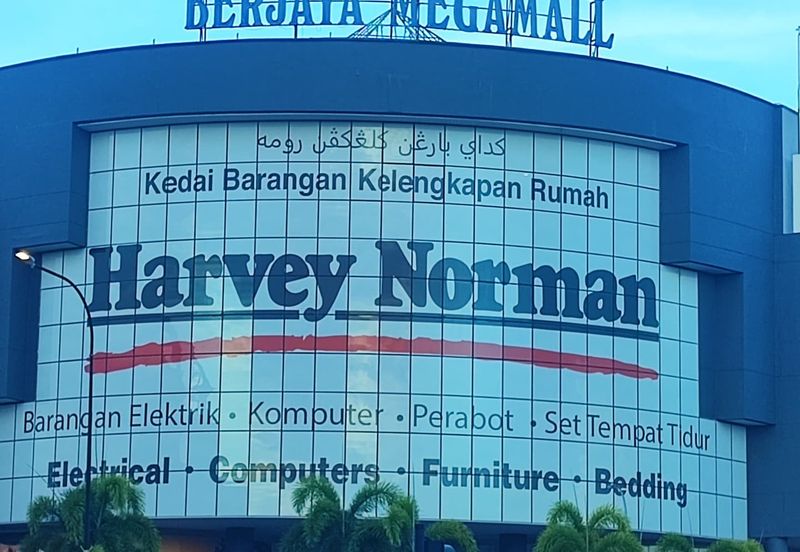 BERJAYA MEGAMALL
كداي بارڠن كلڠكڤن رومه
Kedai Barangan Kelengkapan Rumah
Harvey Norman
Barangan Elektrik • Komputer • Perabot • Set Tempat Tidur
Electrical • Computers • Furniture • Bedding